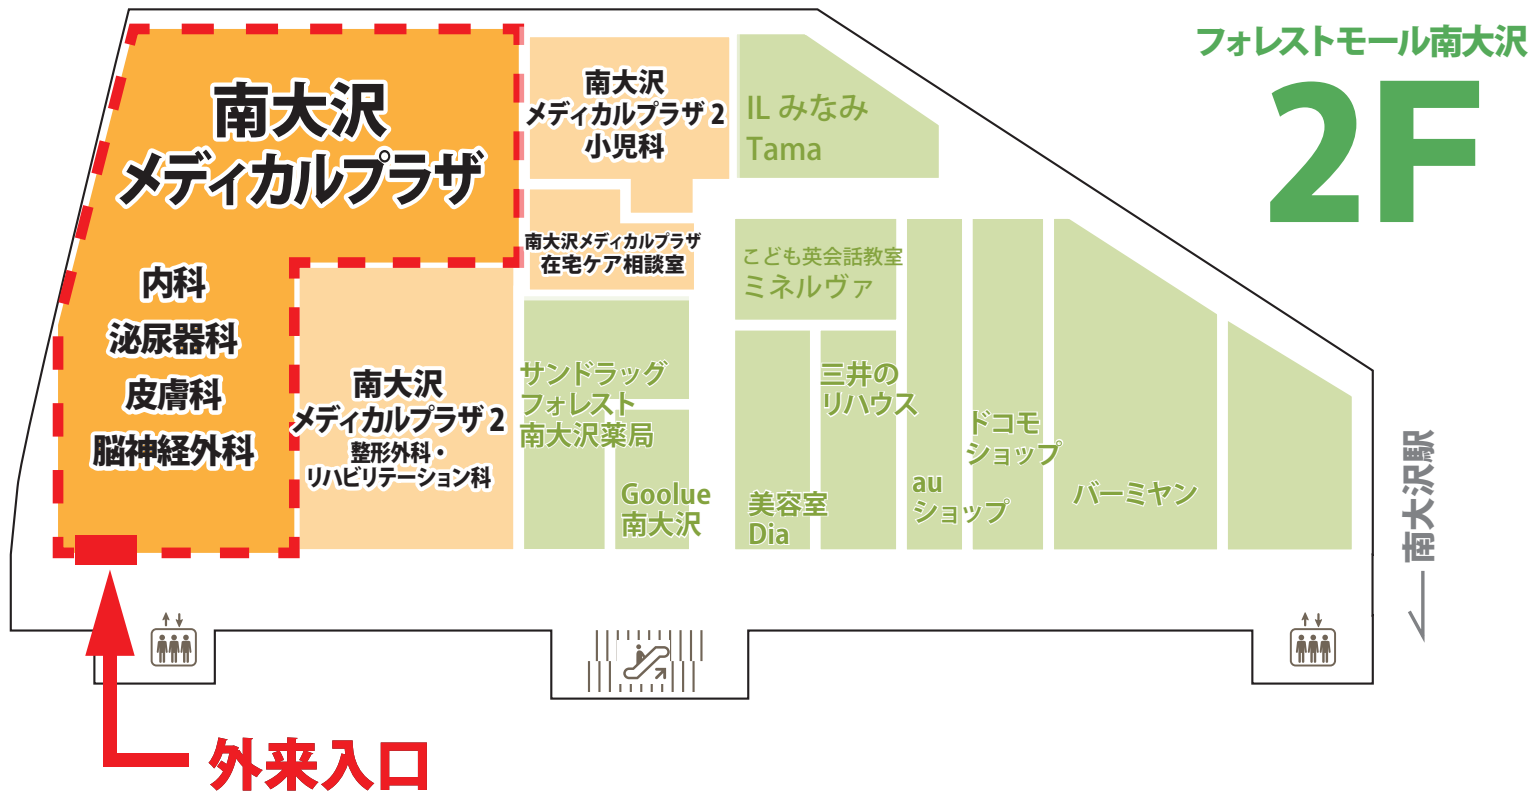 フォレストモール南大沢
2F
南大沢
メディカルプラザ
内科
泌尿器科
皮膚科
脳神経外科
南大沢
メディカルプラザ 2
小児科
南大沢メディカルプラザ
在宅ケア相談室
南大沢
メディカルプラザ 2
整形外科・
リハビリテーション科
IL みなみ
Tama
こども英会話教室
ミネルヴァ
サンドラッグ
フォレスト
南大沢薬局
Goolue
南大沢
三井の
リハウス
美容室
Dia
au
ショップ
ドコモ
ショップ
バーミヤン
南大沢駅
外来入口